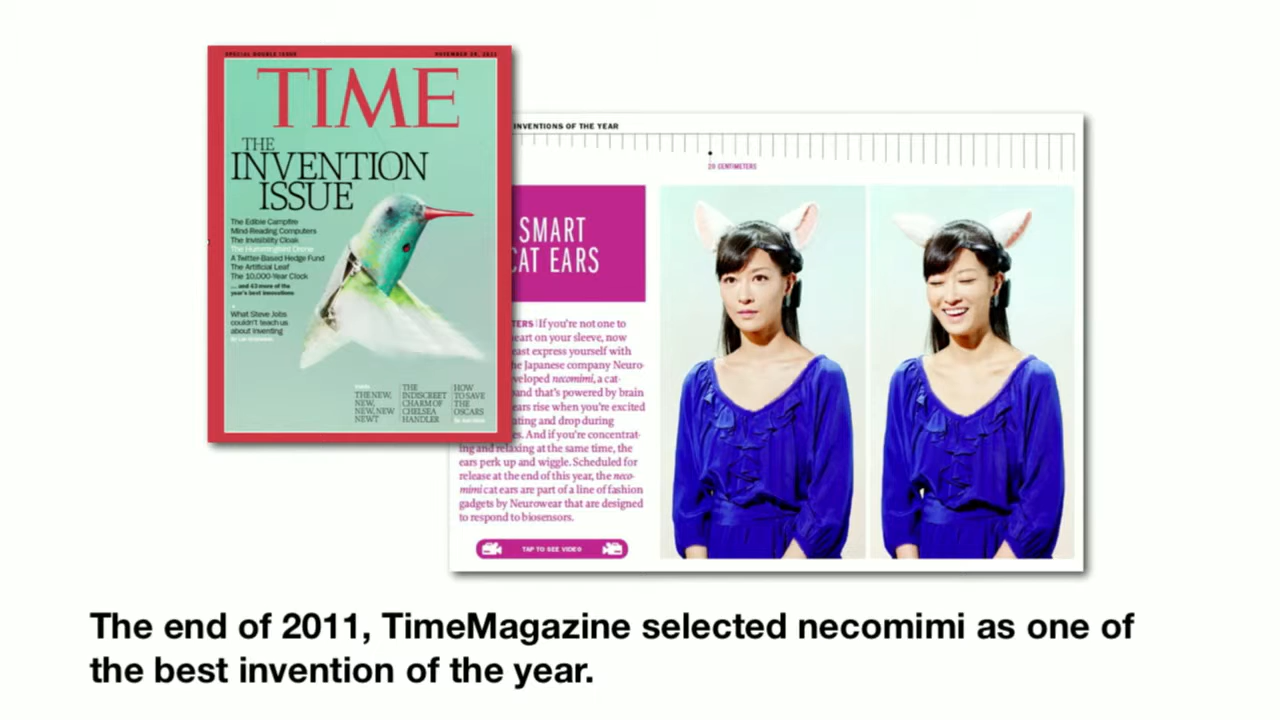 SPECIAL DOUBLE ISSUE
NOVEMBER 28, 2011
TIME
THE
INVENTION
ISSUE
The Edible Campfire
Mind-Reading Computers
The Invisibility Cloak
The Hummingbird Drone
A Twitter-Based Hedge Fund
The Artificial Leaf
The 10,000-Year Clock
... and 43 more of the
year's best inventions
What Steve Jobs
couldn't teach us
about inventing
THE NEW,
NEW,
NEW, NEW
NEWT
THE
INDISCREET
CHARM OF
CHELSEA
HANDLER
HOW
TO SAVE
THE
OSCARS
INVENTIONS OF THE YEAR
20 CENTIMETERS
SMART
CAT EARS
TERS | If you're not one to
eart on your sleeve, now
east express yourself with
he Japanese company Neuro-
veloped necomimi, a cat-
and that's powered by brain
ears rise when you're excited
ating and drop during
es. And if you're concentrat-
ing and relaxing at the same time, the
ears perk up and wiggle. Scheduled for
release at the end of this year, the neco-
mimi cat ears are part of a line of fashion
gadgets by Neurowear that are designed
to respond to biosensors.
TAP TO SEE VIDEO
The end of 2011, TimeMagazine selected necomimi as one of
the best invention of the year.